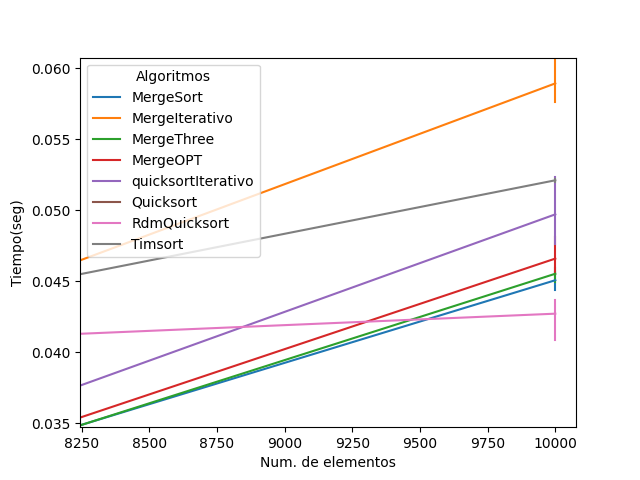 0.060
0.055
0.050
0.045
0.040
0.035
Tiempo(seg)
Algoritmos
MergeSort
MergeIterativo
MergeThree
MergeOPT
quicksortIterativo
Quicksort
RdmQuicksort
Timsort
8250 8500 8750 9000 9250 9500 9750 10000
Num. de elementos